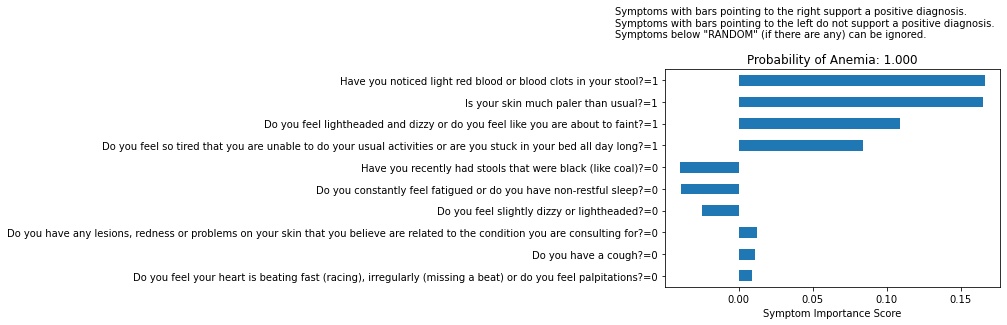 Symptoms with bars pointing to the right support a positive diagnosis.
Symptoms with bars pointing to the left do not support a positive diagnosis.
Symptoms below "RANDOM" (if there are any) can be ignored.
Probability of Anemia: 1.000
Have you noticed light red blood or blood clots in your stool?=1
Is your skin much paler than usual?=1
Do you feel lightheaded and dizzy or do you feel like you are about to faint?=1
Do you feel so tired that you are unable to do your usual activities or are you stuck in your bed all day long?=1
Have you recently had stools that were black (like coal)?=0
Do you constantly feel fatigued or do you have non-restful sleep?=0
Do you feel slightly dizzy or lightheaded?=0
Do you have any lesions, redness or problems on your skin that you believe are related to the condition you are consulting for?=0
Do you have a cough?=0
Do you feel your heart is beating fast (racing), irregularly (missing a beat) or do you feel palpitations?=0
0.00 0.05 0.10 0.15
Symptom Importance Score